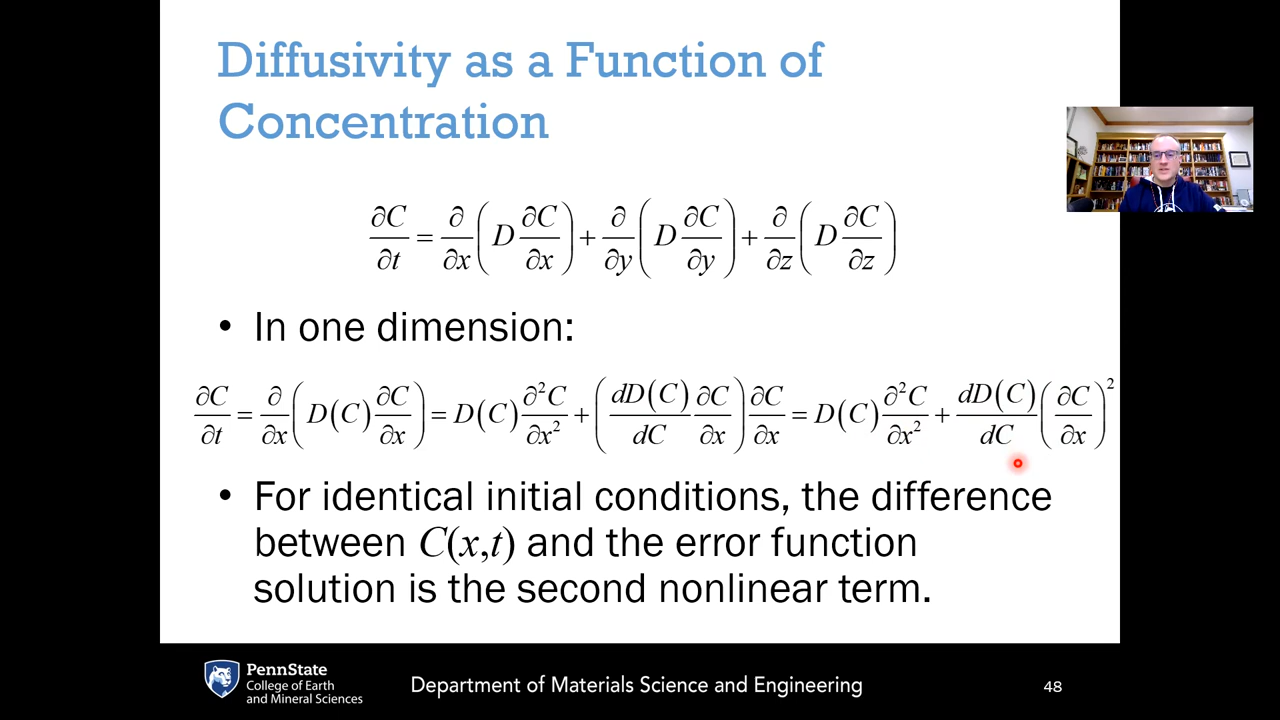 Diffusivity as a Function of
Concentration
∂C/∂t = ∂/∂x (D ∂C/∂x) + ∂/∂y (D ∂C/∂y) + ∂/∂z (D ∂C/∂z)
• In one dimension:
∂C/∂t = ∂/∂x (D(C) ∂C/∂x) = D(C) ∂²C/∂x² + (dD(C)/dC ∂C/∂x) ∂C/∂x = D(C) ∂²C/∂x² + dD(C)/dC (∂C/∂x)²
• For identical initial conditions, the difference
between C(x,t) and the error function
solution is the second nonlinear term.
PennState
College of Earth
and Mineral Sciences
Department of Materials Science and Engineering
48